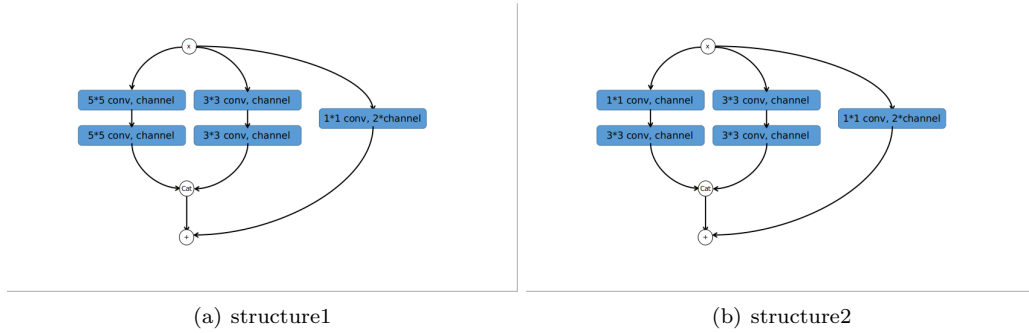 x
5*5 conv, channel
3*3 conv, channel
1*1 conv, 2*channel
5*5 conv, channel
3*3 conv, channel
Cat
+
(a) structure1
x
1*1 conv, channel
3*3 conv, channel
1*1 conv, 2*channel
3*3 conv, channel
3*3 conv, channel
Cat
+
(b) structure2